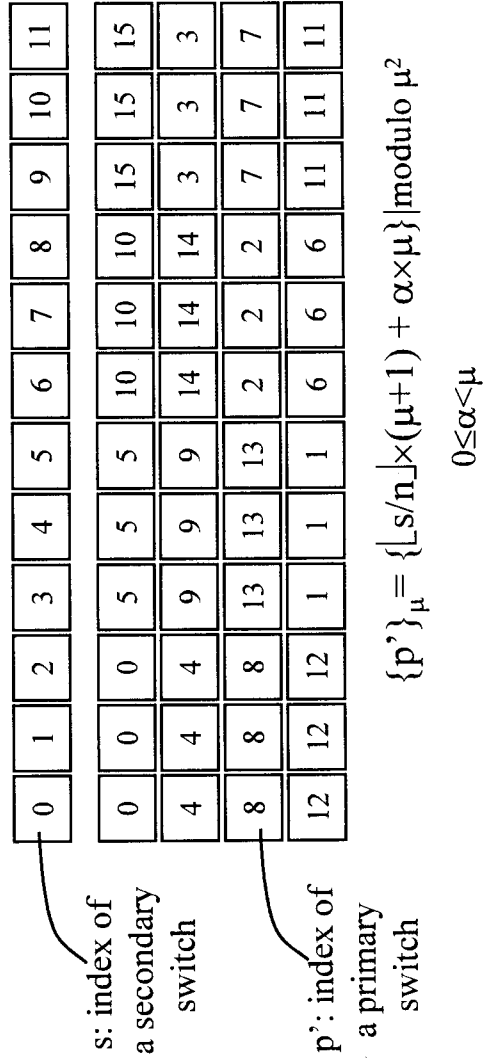 s: index of
a secondary
switch
0 1 2 3 4 5 6 7 8 9 10 11
0 0 0 5 5 5 10 10 10 15 15 15
4 4 4 9 9 9 14 14 14 3 3 3
8 8 8 13 13 13 2 2 2 7 7 7
12 12 12 1 1 1 6 6 6 11 11 11
p’: index of
a primary
switch
{p’}μ = {⌊s/n⌋×(μ+1) + α×μ}|modulo μ²
0≤α<μ